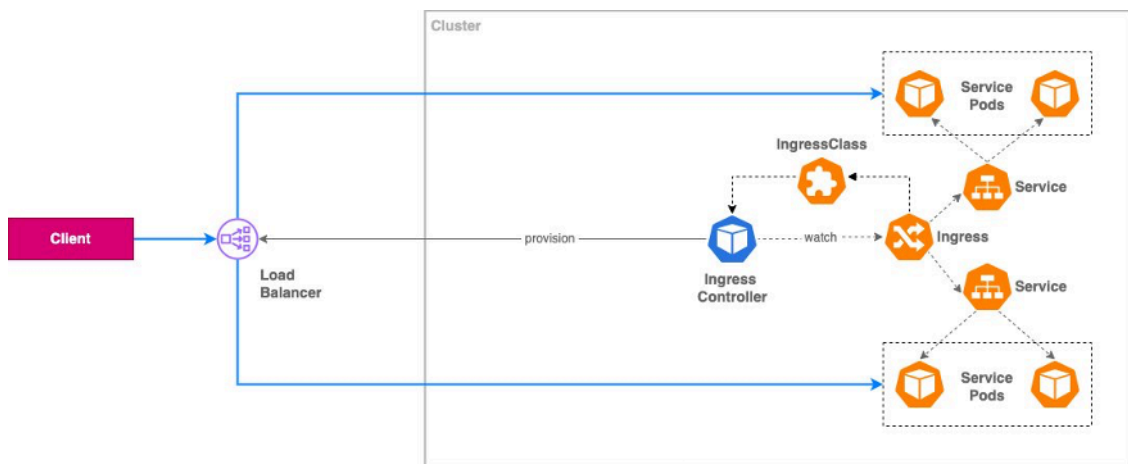 Cluster
Service
Pods
IngressClass
Service
Client
provision
watch
Ingress
Load
Balancer
Ingress
Controller
Service
Service
Pods